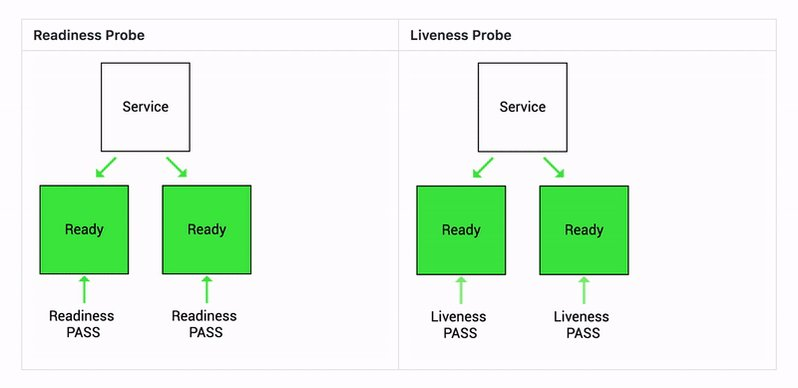 Readiness Probe
Liveness Probe
Service
Ready
Ready
Readiness
PASS
Readiness
PASS
Service
Ready
Ready
Liveness
PASS
Liveness
PASS